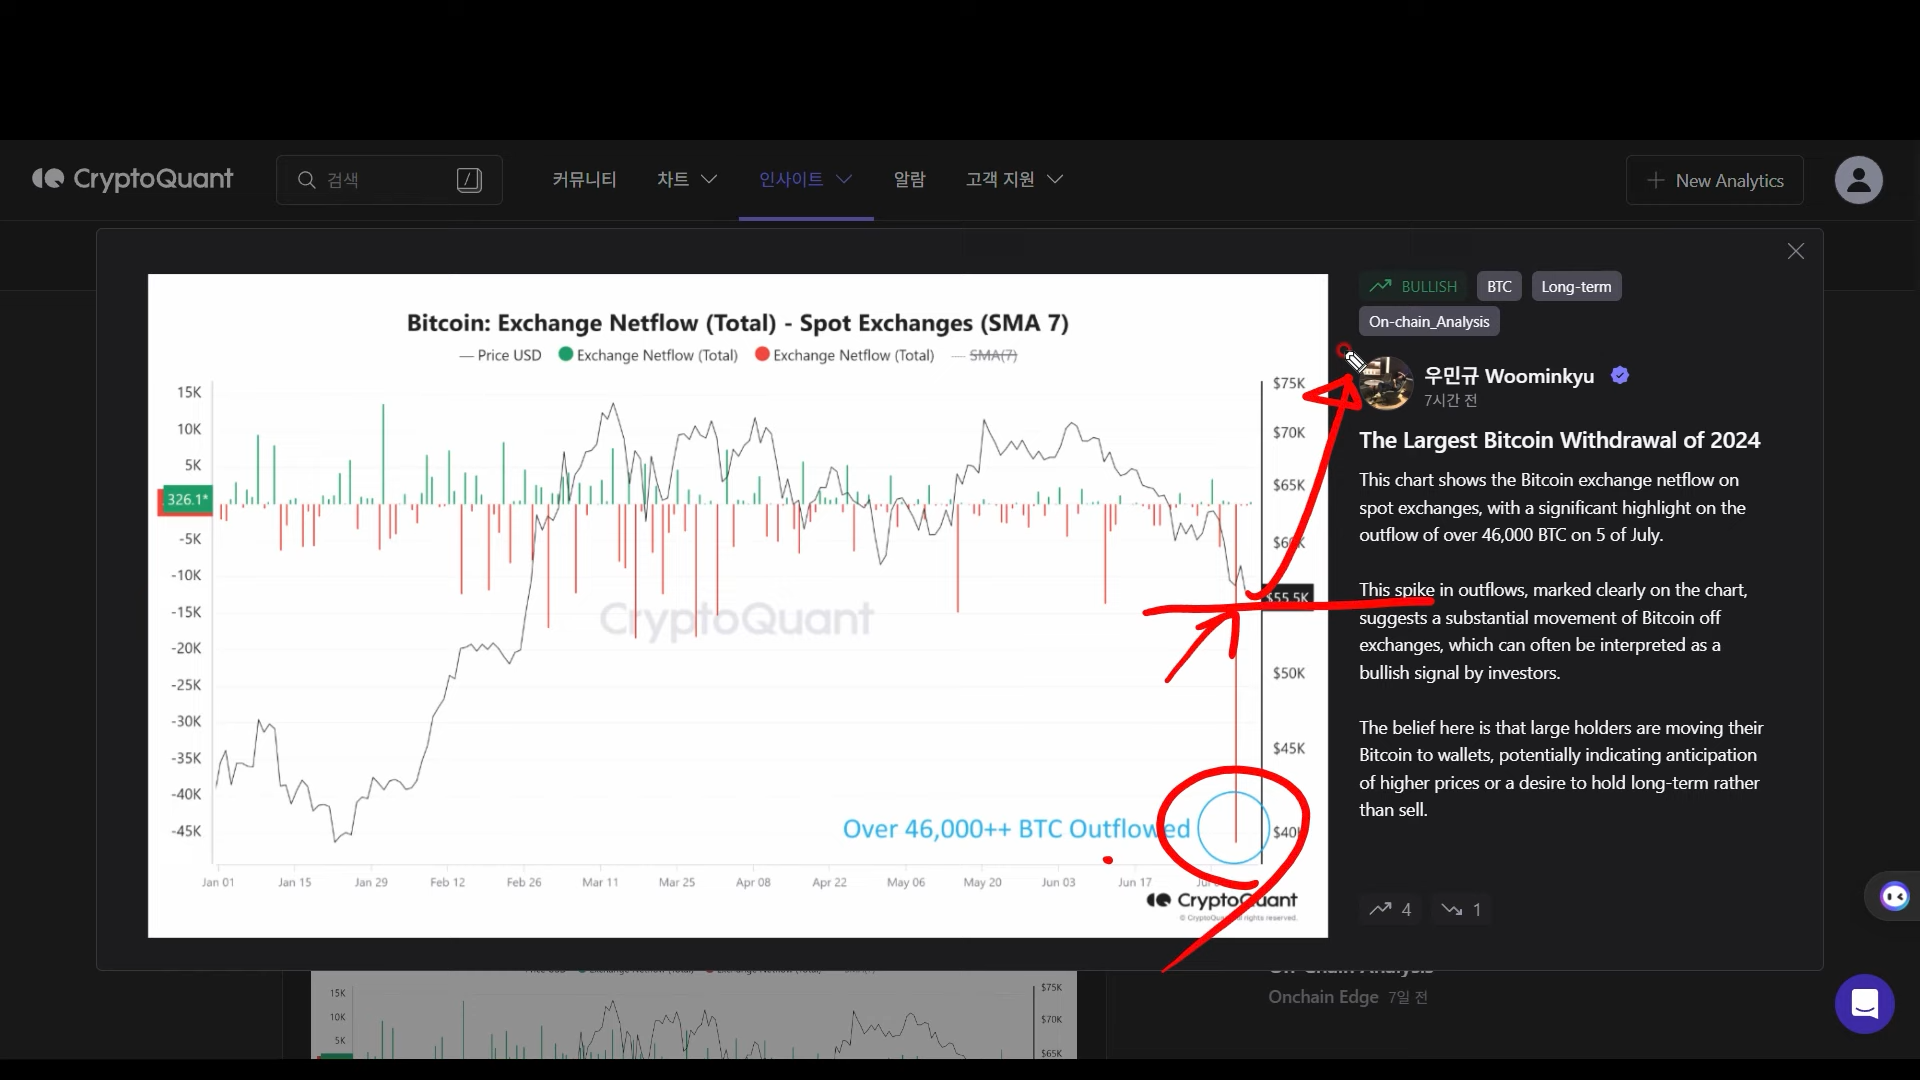 CryptoQuant
검색
/
커뮤니티
차트
인사이트
알람
고객 지원
New Analytics
Bitcoin: Exchange Netflow (Total) - Spot Exchanges (SMA 7)
Price USD
Exchange Netflow (Total)
Exchange Netflow (Total)
SMA(7)
15K
10K
5K
326.1*
-5K
-10K
-15K
-20K
-25K
-30K
-35K
-40K
-45K
$75K
$70K
$65K
$60K
$55.5K
$50K
$45K
$40K
CryptoQuant
Over 46,000++ BTC Outflowed
Jan 01
Jan 15
Jan 29
Feb 12
Feb 26
Mar 11
Mar 25
Apr 08
Apr 22
May 06
May 20
Jun 03
Jun 17
CryptoQuant
BULLISH
BTC
Long-term
On-chain_Analysis
우민규 Woominkyu
7시간 전
The Largest Bitcoin Withdrawal of 2024
This chart shows the Bitcoin exchange netflow on
spot exchanges, with a significant highlight on the
outflow of over 46,000 BTC on 5 of July.
This spike in outflows, marked clearly on the chart,
suggests a substantial movement of Bitcoin off
exchanges, which can often be interpreted as a
bullish signal by investors.
The belief here is that large holders are moving their
Bitcoin to wallets, potentially indicating anticipation
of higher prices or a desire to hold long-term rather
than sell.
4
1
15K
10K
5K
$75K
$70K
$65K
Onchain Edge 7일 전